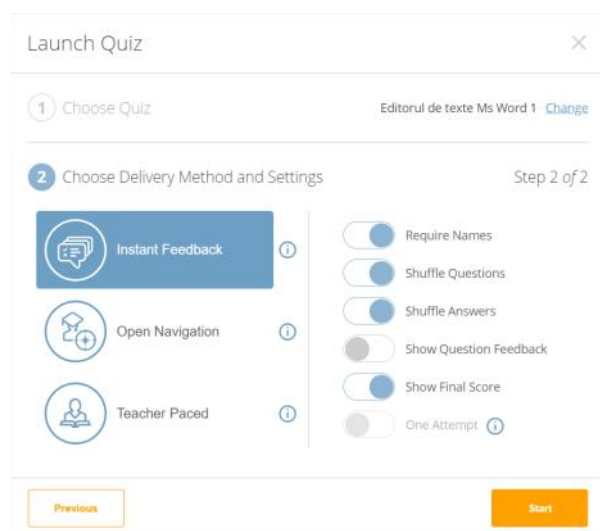 Launch Quiz
1 Choose Quiz
Editorul de texte Ms Word 1 Change
2 Choose Delivery Method and Settings
Step 2 of 2
Instant Feedback
Open Navigation
Teacher Paced
Require Names
Shuffle Questions
Shuffle Answers
Show Question Feedback
Show Final Score
One Attempt
Previous
Start